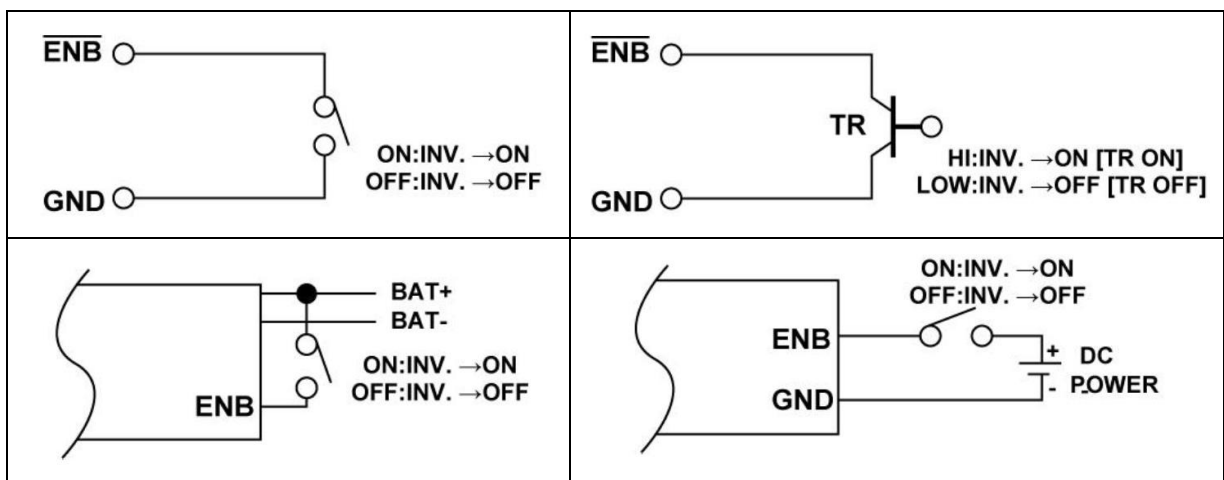 E̅N̅B̅
ON:INV. →ON
OFF:INV. →OFF
GND
E̅N̅B̅
TR
HI:INV. →ON [TR ON]
LOW:INV. →OFF [TR OFF]
GND
BAT+
BAT-
ON:INV. →ON
OFF:INV. →OFF
ENB
ON:INV. →ON
OFF:INV. →OFF
ENB
+ DC
- POWER
GND